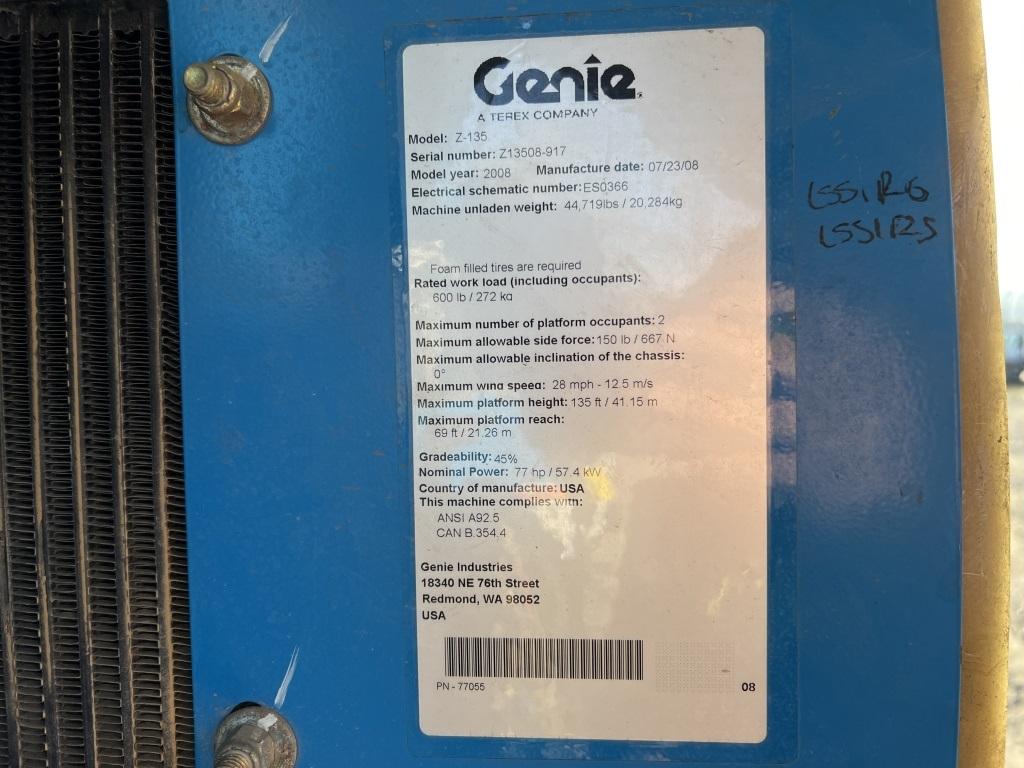 Genie
A TEREX COMPANY
Model: Z-135
Serial number: Z13508-917
Model year: 2008 Manufacture date: 07/23/08
Electrical schematic number: ES0366
Machine unladen weight: 44,719lbs / 20,284kg
Foam filled tires are required
Rated work load (including occupants):
600 lb / 272 kg
Maximum number of platform occupants: 2
Maximum allowable side force: 150 lb / 667 N
Maximum allowable inclination of the chassis:
0°
Maximum wind speed: 28 mph - 12.5 m/s
Maximum platform height: 135 ft / 41.15 m
Maximum platform reach:
69 ft / 21.26 m
Gradeability: 45%
Nominal Power: 77 hp / 57.4 kW
Country of manufacture: USA
This machine complies with:
ANSI A92.5
CAN B.354.4
Genie Industries
18340 NE 76th Street
Redmond, WA 98052
USA
PN - 77055
08